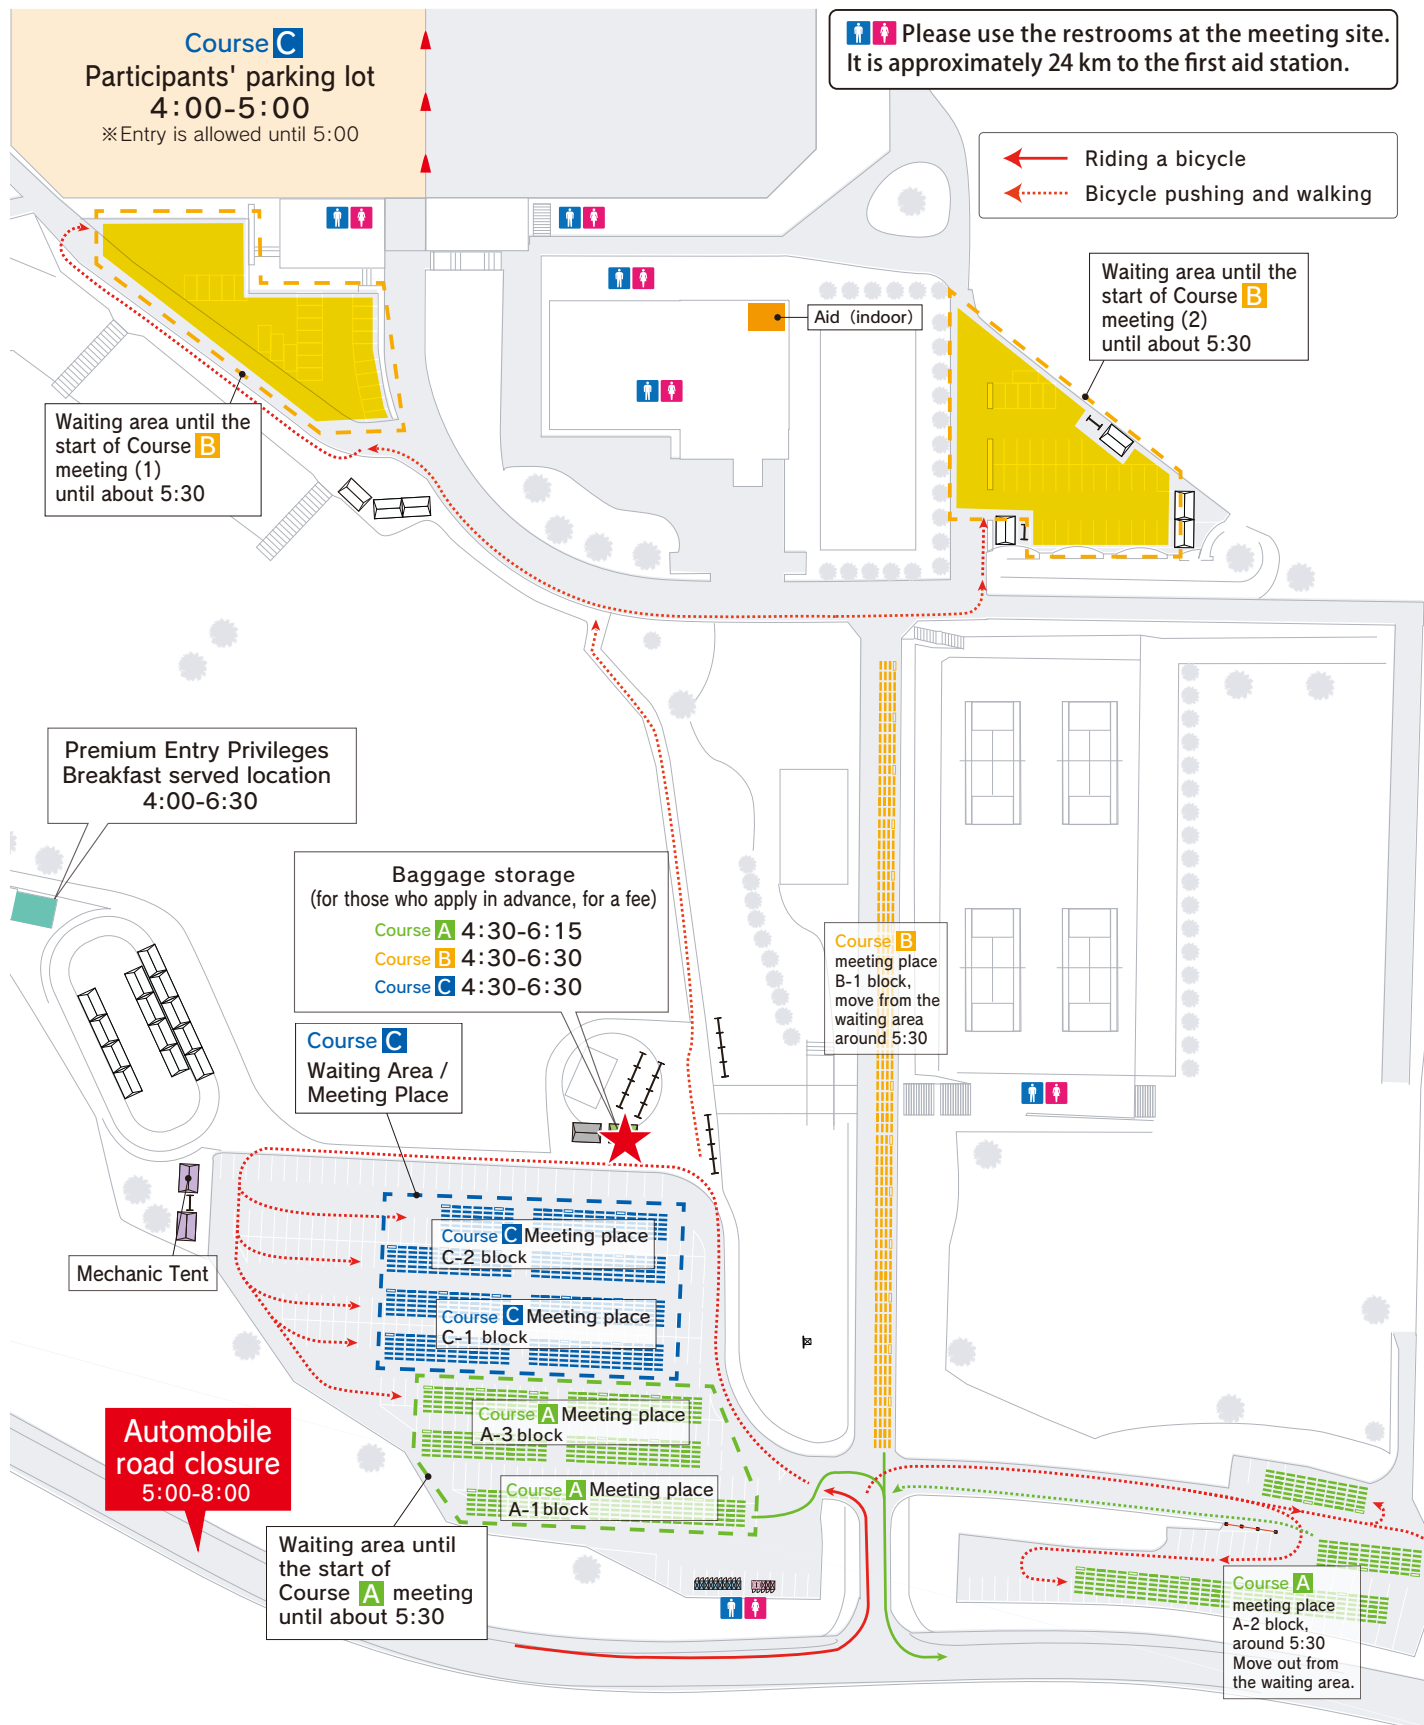 Course C
Participants' parking lot
4:00-5:00
※Entry is allowed until 5:00
Please use the restrooms at the meeting site.
It is approximately 24 km to the first aid station.
Riding a bicycle
Bicycle pushing and walking
Waiting area until the
start of Course B
meeting (2)
until about 5:30
Aid (indoor)
Waiting area until the
start of Course B
meeting (1)
until about 5:30
Premium Entry Privileges
Breakfast served location
4:00-6:30
Baggage storage
(for those who apply in advance, for a fee)
Course A 4:30-6:15
Course B 4:30-6:30
Course C 4:30-6:30
Course B
meeting place
B-1 block,
move from the
waiting area
around 5:30
Course C
Waiting Area /
Meeting Place
Mechanic Tent
Course C Meeting place
C-2 block
Course C Meeting place
C-1 block
Course A Meeting place
A-3 block
Course A Meeting place
A-1 block
Automobile
road closure
5:00-8:00
Waiting area until
the start of
Course A meeting
until about 5:30
Course A
meeting place
A-2 block,
around 5:30
Move out from
the waiting area.